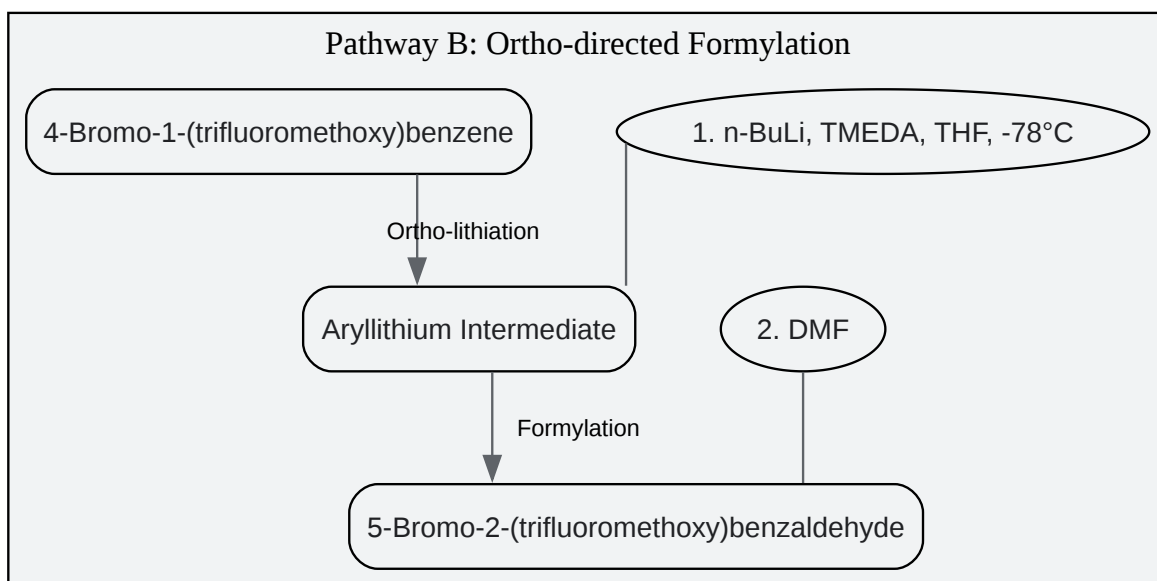 Pathway B: Ortho-directed Formylation
4-Bromo-1-(trifluoromethoxy)benzene
1. n-BuLi, TMEDA, THF, -78°C
Ortho-lithiation
Aryllithium Intermediate
2. DMF
Formylation
5-Bromo-2-(trifluoromethoxy)benzaldehyde